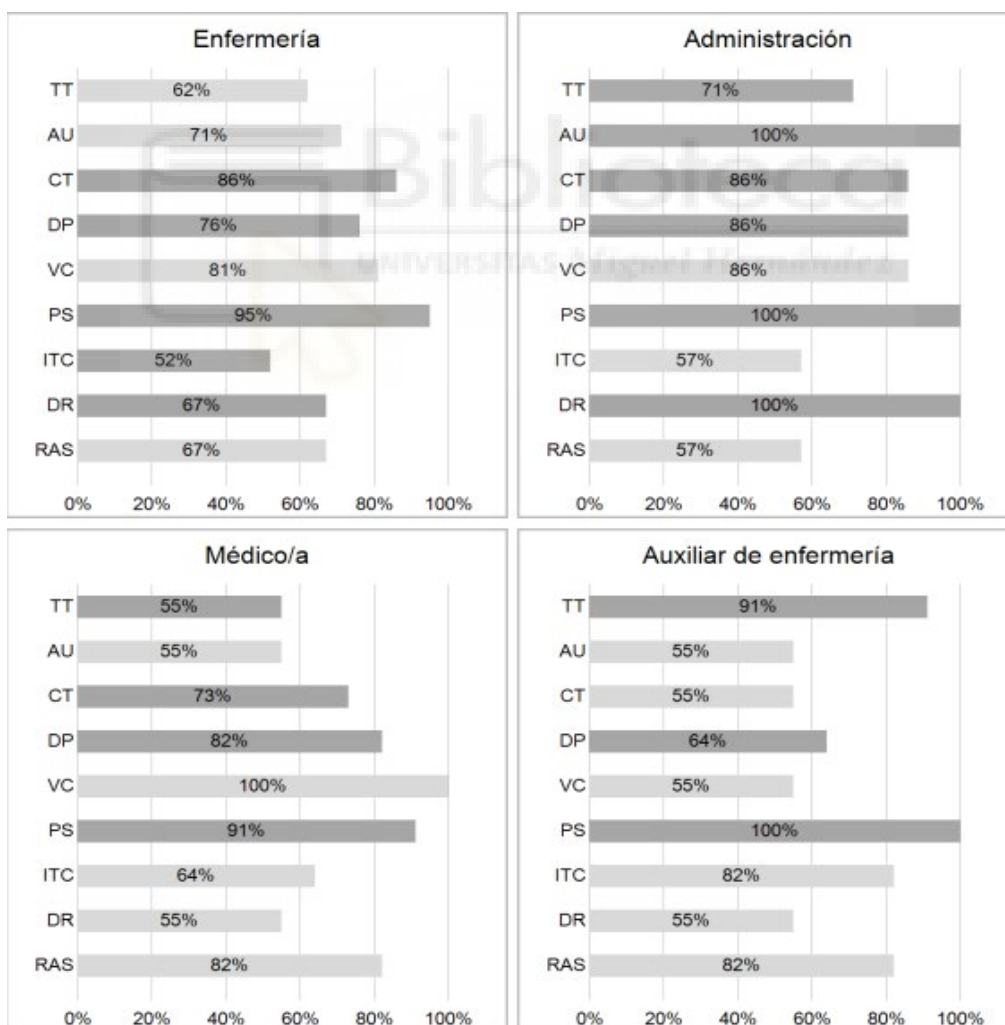 Enfermería
TT 62%
AU 71%
CT 86%
DP 76%
VC 81%
PS 95%
ITC 52%
DR 67%
RAS 67%
0% 20% 40% 60% 80% 100%
Administración
TT 71%
AU 100%
CT 86%
DP 86%
VC 86%
PS 100%
ITC 57%
DR 100%
RAS 57%
0% 20% 40% 60% 80% 100%
Médico/a
TT 55%
AU 55%
CT 73%
DP 82%
VC 100%
PS 91%
ITC 64%
DR 55%
RAS 82%
0% 20% 40% 60% 80% 100%
Auxiliar de enfermería
TT 91%
AU 55%
CT 55%
DP 64%
VC 55%
PS 100%
ITC 82%
DR 55%
RAS 82%
0% 20% 40% 60% 80% 100%
Biblioteca
UNIVERSITAS Miguel Hernández